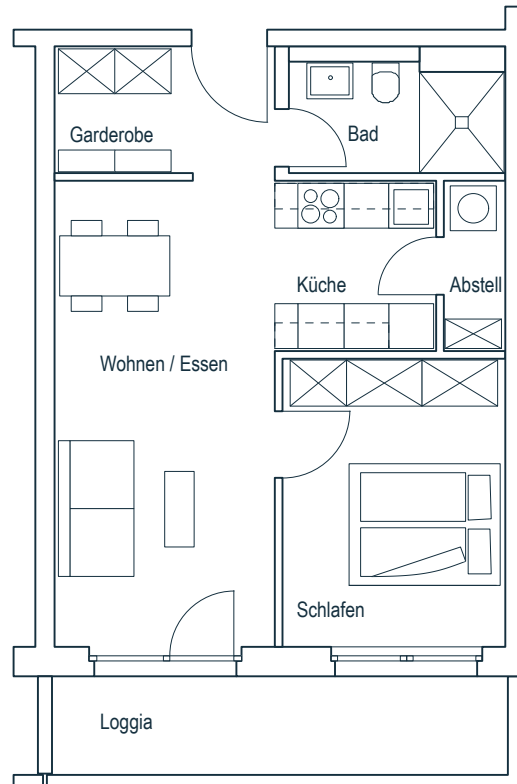 Garderobe
Bad
Küche
Abstell
Wohnen / Essen
Schlafen
Loggia